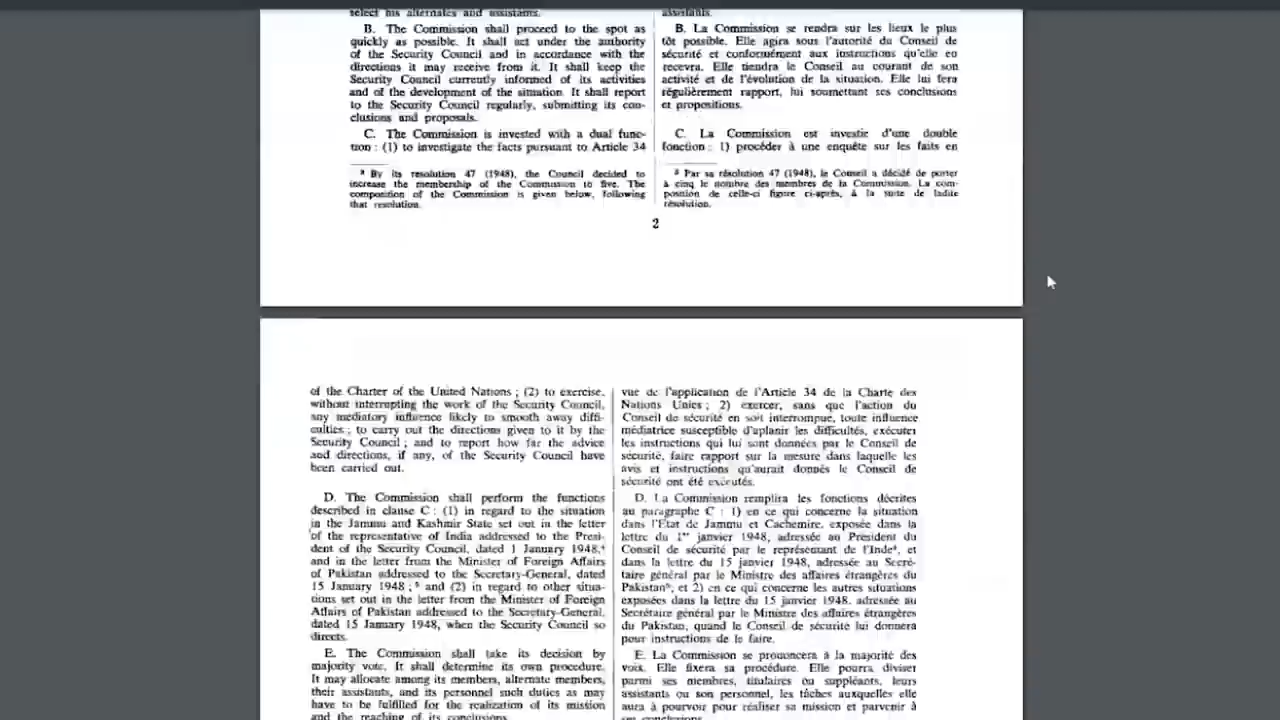 select his alternates and assistants.
B. The Commission shall proceed to the spot as
quickly as possible. It shall act under the authority
of the Security Council and in accordance with the
directions it may receive from it. It shall keep the
Security Council currently informed of its activities
and of the development of the situation. It shall report
to the Security Council regularly, submitting its con-
clusions and proposals.
C. The Commission is invested with a dual func-
tion : (1) to investigate the facts pursuant to Article 34
³ By its resolution 47 (1948), the Council decided to
increase the membership of the Commission to five. The
composition of the Commission is given below, following
that resolution.
assistants.
B. La Commission se rendra sur les lieux le plus
tôt possible. Elle agira sous l'autorité du Conseil de
sécurité et conformément aux instructions qu'elle en
recevra. Elle tiendra le Conseil au courant de son
activité et de l'évolution de la situation. Elle lui fera
régulièrement rapport, lui soumettant ses conclusions
et propositions.
C. La Commission est investie d'une double
fonction : 1) procéder à une enquête sur les faits en
³ Par sa résolution 47 (1948), le Conseil a décidé de porter
à cinq le nombre des membres de la Commission. La com-
position de celle-ci figure ci-après, à la suite de ladite
résolution.
2
of the Charter of the United Nations ; (2) to exercise,
without interrupting the work of the Security Council,
any mediatory influence likely to smooth away diffi-
culties ; to carry out the directions given to it by the
Security Council ; and to report how far the advice
and directions, if any, of the Security Council have
been carried out.
D. The Commission shall perform the functions
described in clause C : (1) in regard to the situation
in the Jammu and Kashmir State set out in the letter
of the representative of India addressed to the Presi-
dent of the Security Council, dated 1 January 1948,⁴
and in the letter from the Minister of Foreign Affairs
of Pakistan addressed to the Secretary-General, dated
15 January 1948 ; ⁵ and (2) in regard to other situa-
tions set out in the letter from the Minister of Foreign
Affairs of Pakistan addressed to the Secretary-General,
dated 15 January 1948, when the Security Council so
directs.
E. The Commission shall take its decision by
majority vote. It shall determine its own procedure.
It may allocate among its members, alternate members,
their assistants, and its personnel such duties as may
have to be fulfilled for the realization of its mission
and the reaching of its conclusions.
vue de l'application de l'Article 34 de la Charte des
Nations Unies ; 2) exercer, sans que l'action du
Conseil de sécurité en soit interrompue, toute influence
médiatrice susceptible d'aplanir les difficultés, exécuter
les instructions qui lui sont données par le Conseil de
sécurité, faire rapport sur la mesure dans laquelle les
avis et instructions qu'aurait donnés le Conseil de
sécurité ont été exécutés.
D. La Commission remplira les fonctions décrites
au paragraphe C : 1) en ce qui concerne la situation
dans l'Etat de Jammu et Cachemire, exposée dans la
lettre du 1er janvier 1948, adressée au Président du
Conseil de sécurité par le représentant de l'Inde⁴, et
dans la lettre du 15 janvier 1948, adressée au Secré-
taire général par le Ministre des affaires étrangères du
Pakistan⁵, et 2) en ce qui concerne les autres situations
exposées dans la lettre du 15 janvier 1948, adressée au
Secrétaire général par le Ministre des affaires étrangères
du Pakistan, quand le Conseil de sécurité lui donnera
pour instructions de le faire.
E. La Commission se prononcera à la majorité des
voix. Elle fixera sa procédure. Elle pourra diviser
parmi ses membres, titulaires ou suppléants, leurs
assistants ou son personnel, les tâches auxquelles elle
aura à pourvoir pour réaliser sa mission et parvenir à
ses conclusions.